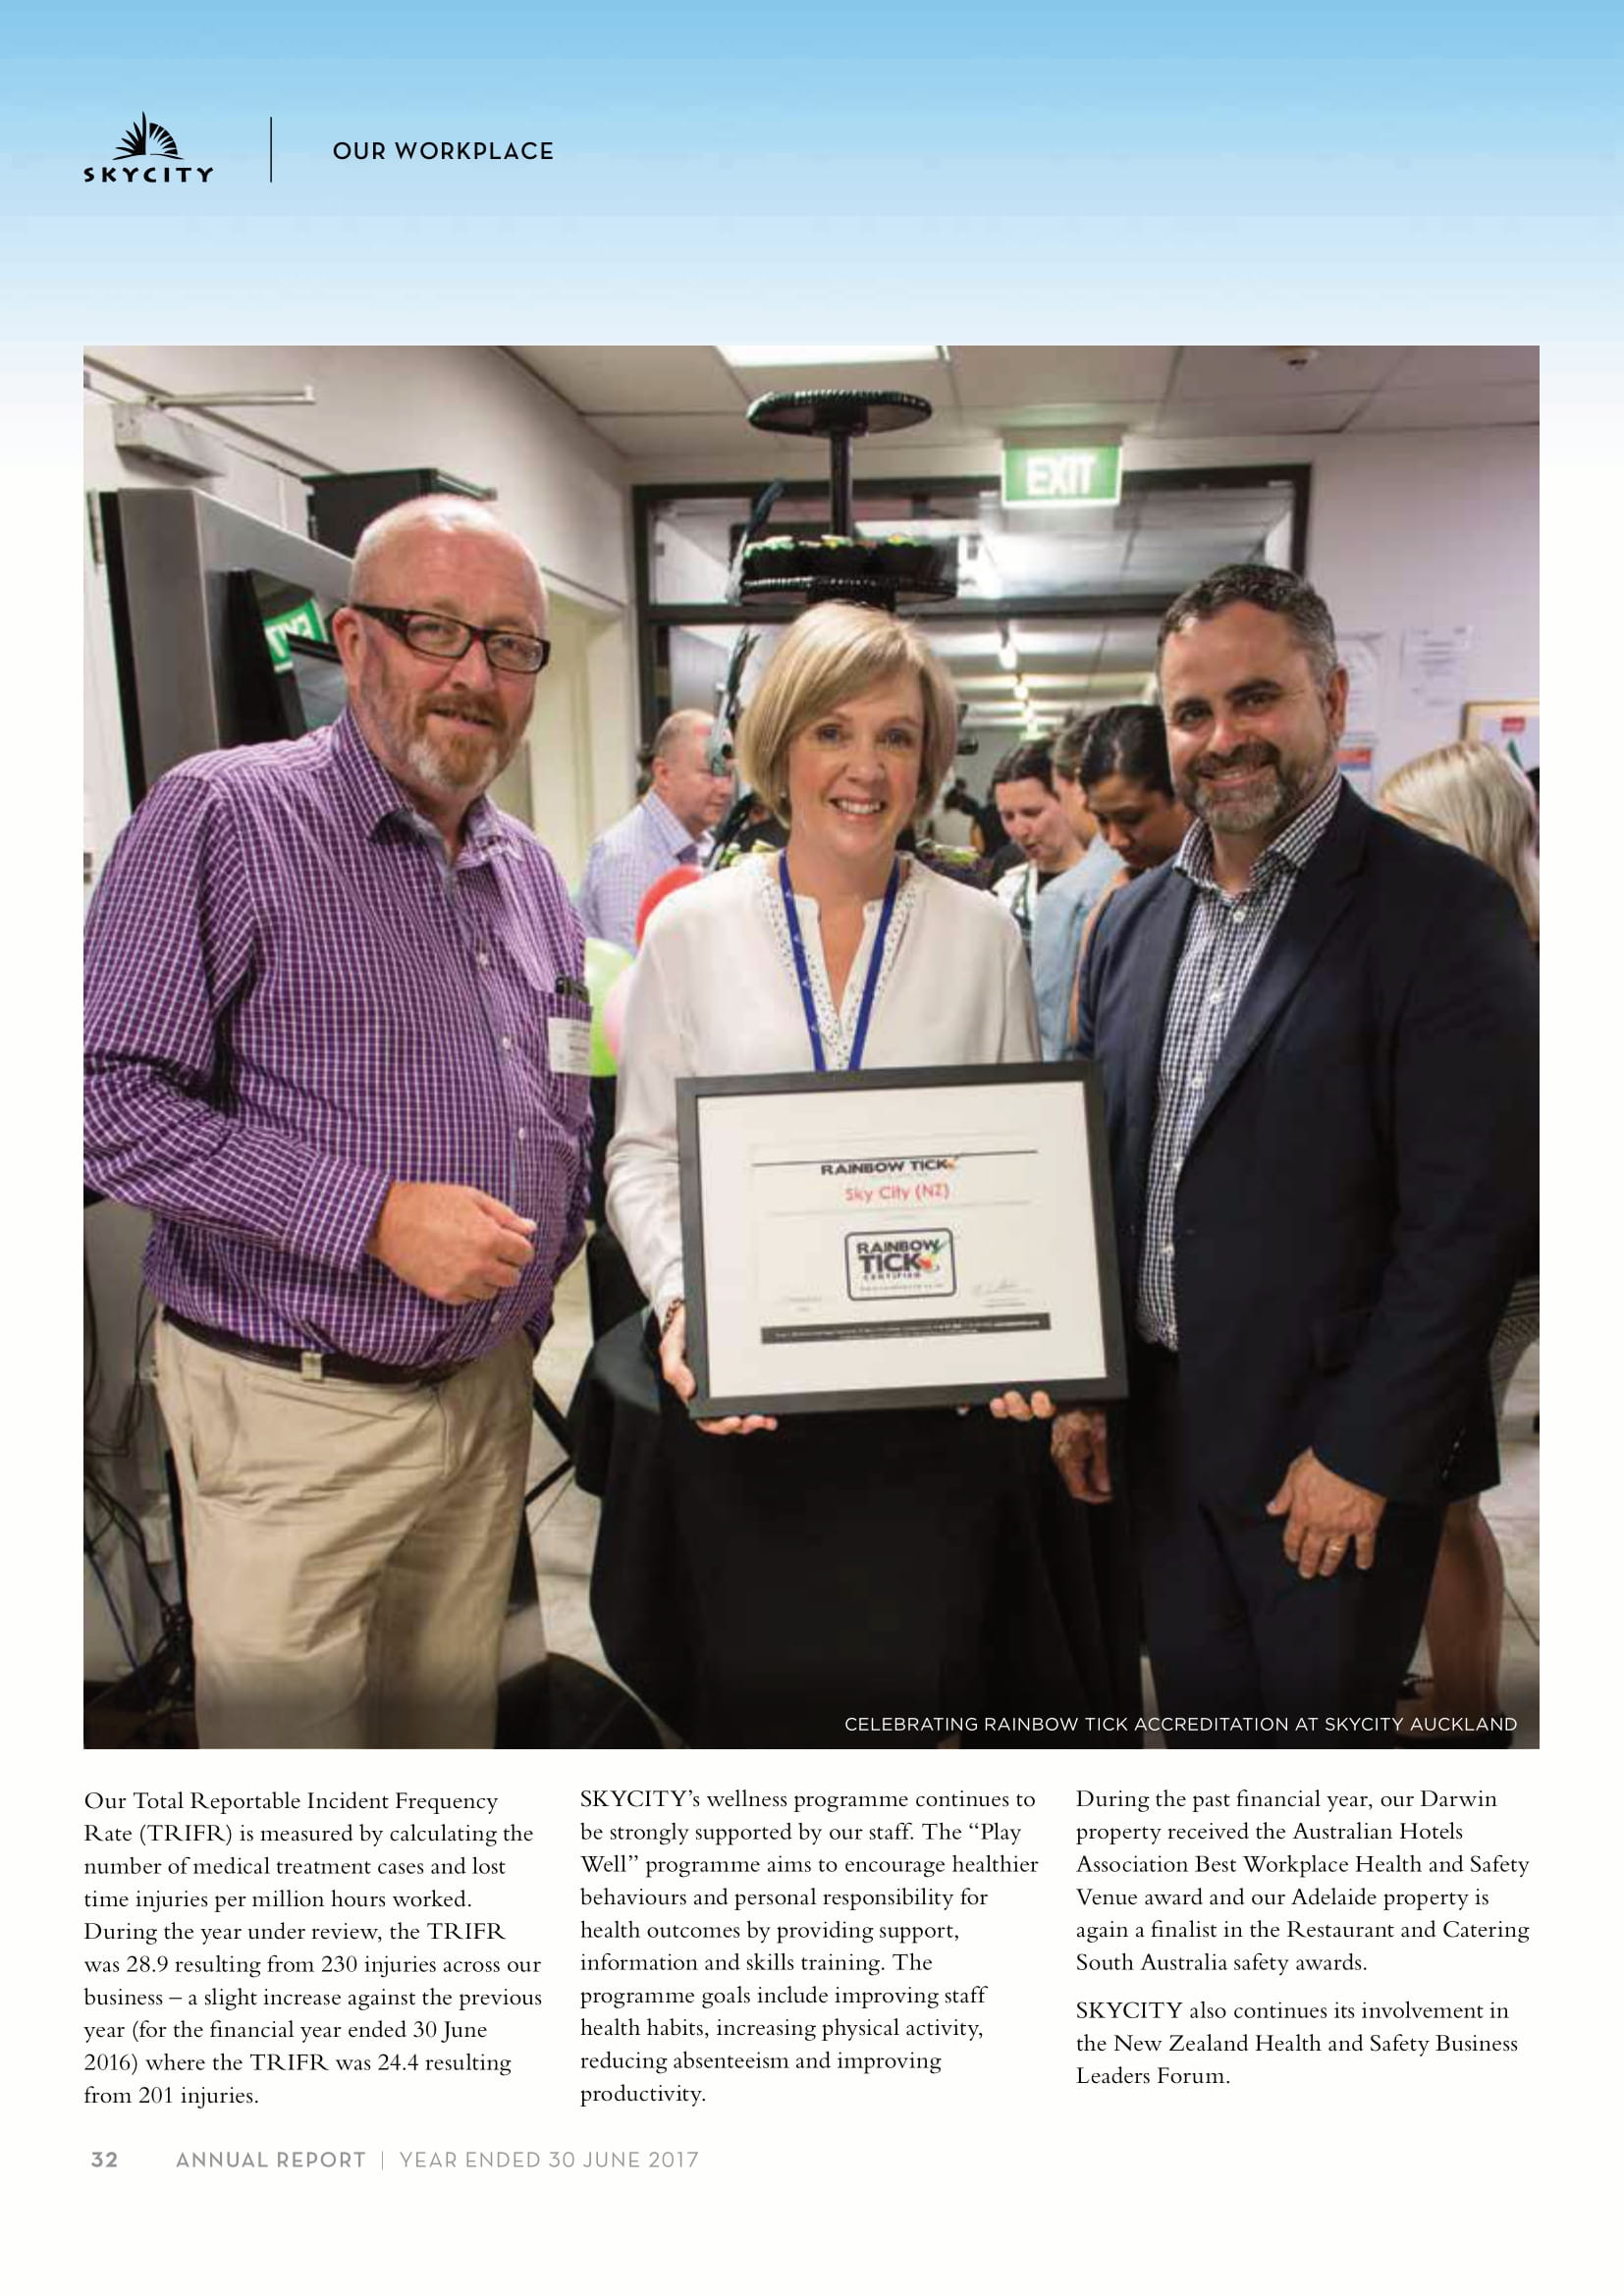 SKYCITY
OUR WORKPLACE
EXIT
RAINBOW TICK
Sky City (NZ)
RAINBOW
TICK
CERTIFIED
CELEBRATING RAINBOW TICK ACCREDITATION AT SKYCITY AUCKLAND
Our Total Reportable Incident Frequency
Rate (TRIFR) is measured by calculating the
number of medical treatment cases and lost
time injuries per million hours worked.
During the year under review, the TRIFR
was 28.9 resulting from 230 injuries across our
business – a slight increase against the previous
year (for the financial year ended 30 June
2016) where the TRIFR was 24.4 resulting
from 201 injuries.
SKYCITY’s wellness programme continues to
be strongly supported by our staff. The “Play
Well” programme aims to encourage healthier
behaviours and personal responsibility for
health outcomes by providing support,
information and skills training. The
programme goals include improving staff
health habits, increasing physical activity,
reducing absenteeism and improving
productivity.
During the past financial year, our Darwin
property received the Australian Hotels
Association Best Workplace Health and Safety
Venue award and our Adelaide property is
again a finalist in the Restaurant and Catering
South Australia safety awards.
SKYCITY also continues its involvement in
the New Zealand Health and Safety Business
Leaders Forum.
32 ANNUAL REPORT | YEAR ENDED 30 JUNE 2017